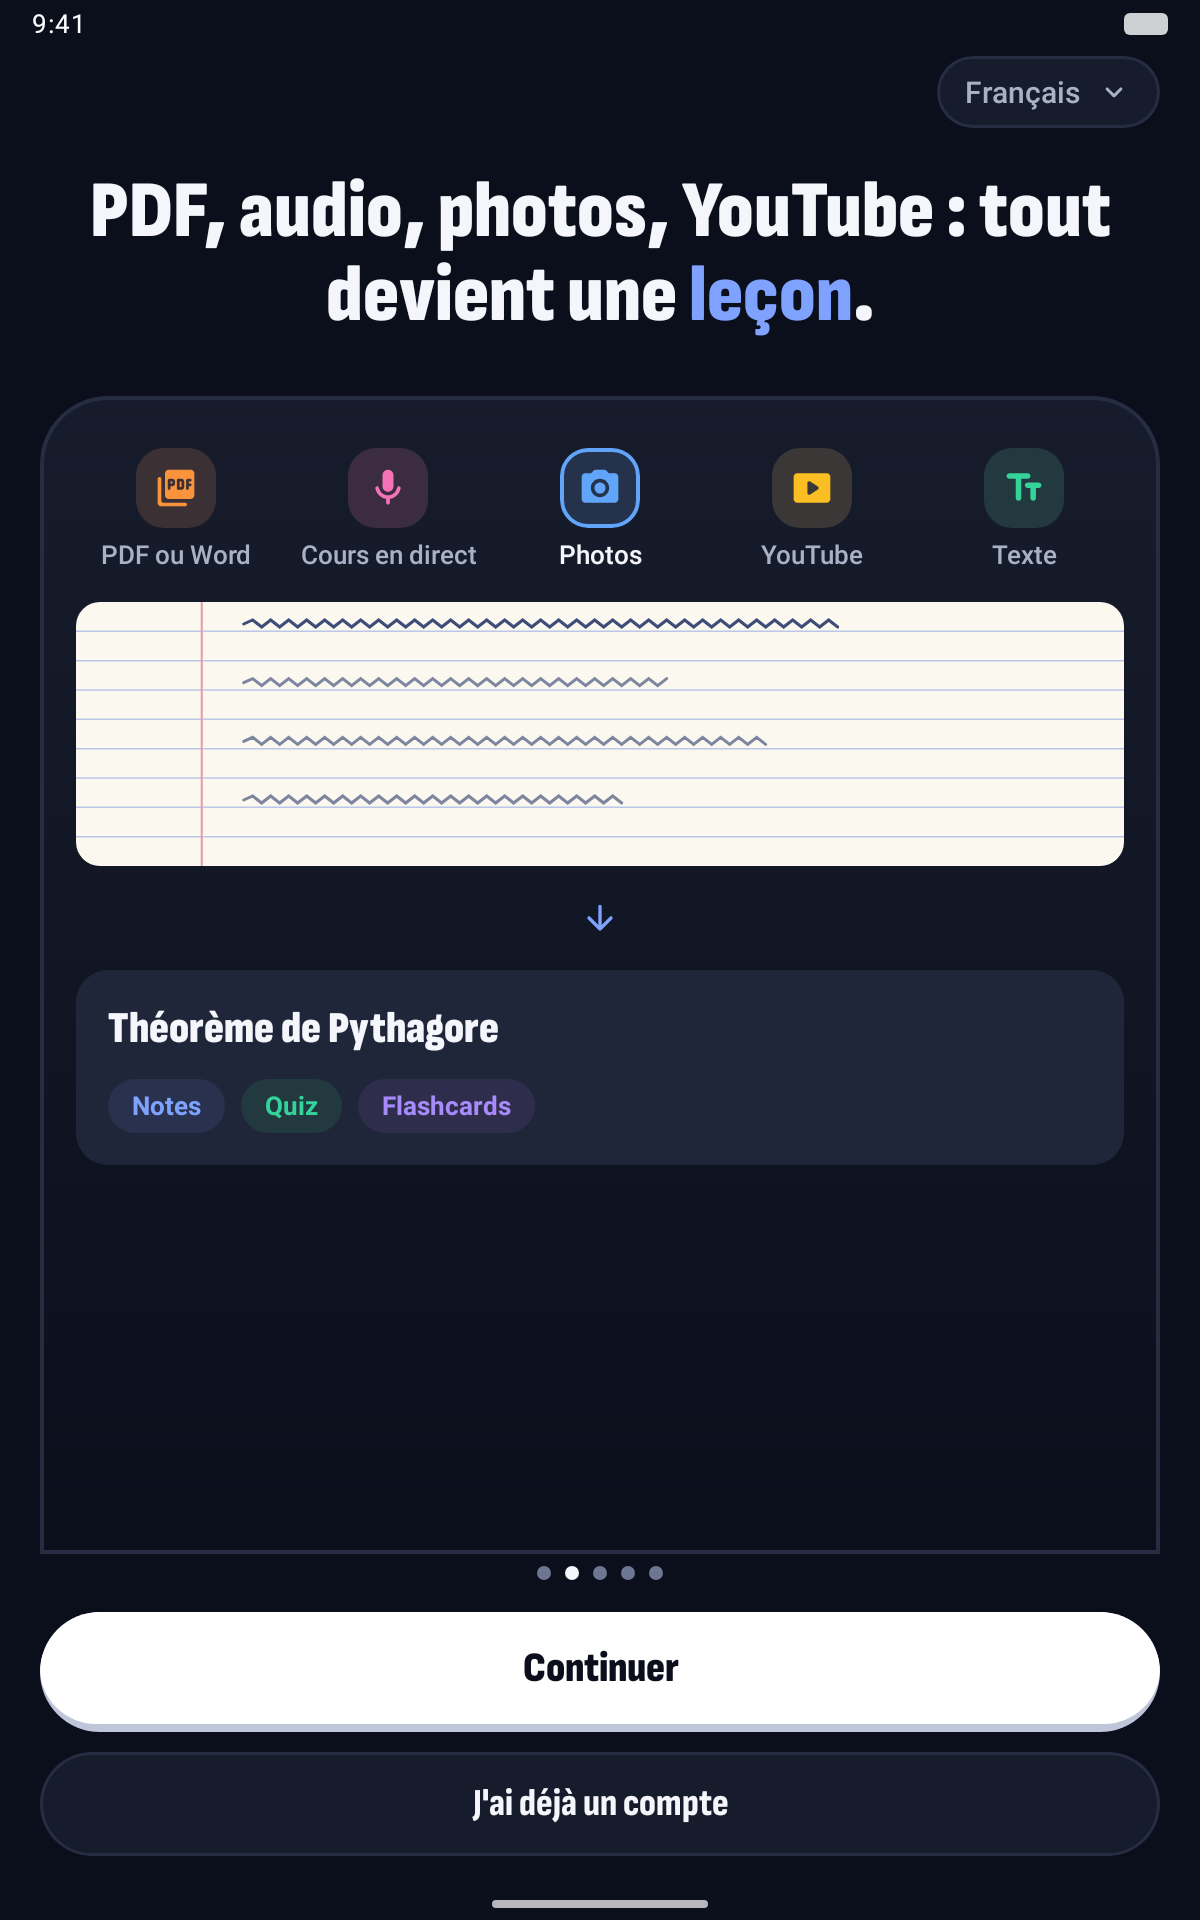 9:41
Français
PDF, audio, photos, YouTube : tout
devient une leçon.
PDF
PDF ou Word
Cours en direct
Photos
YouTube
Tт
Texte
Théorème de Pythagore
Notes
Quiz
Flashcards
Continuer
J'ai déjà un compte